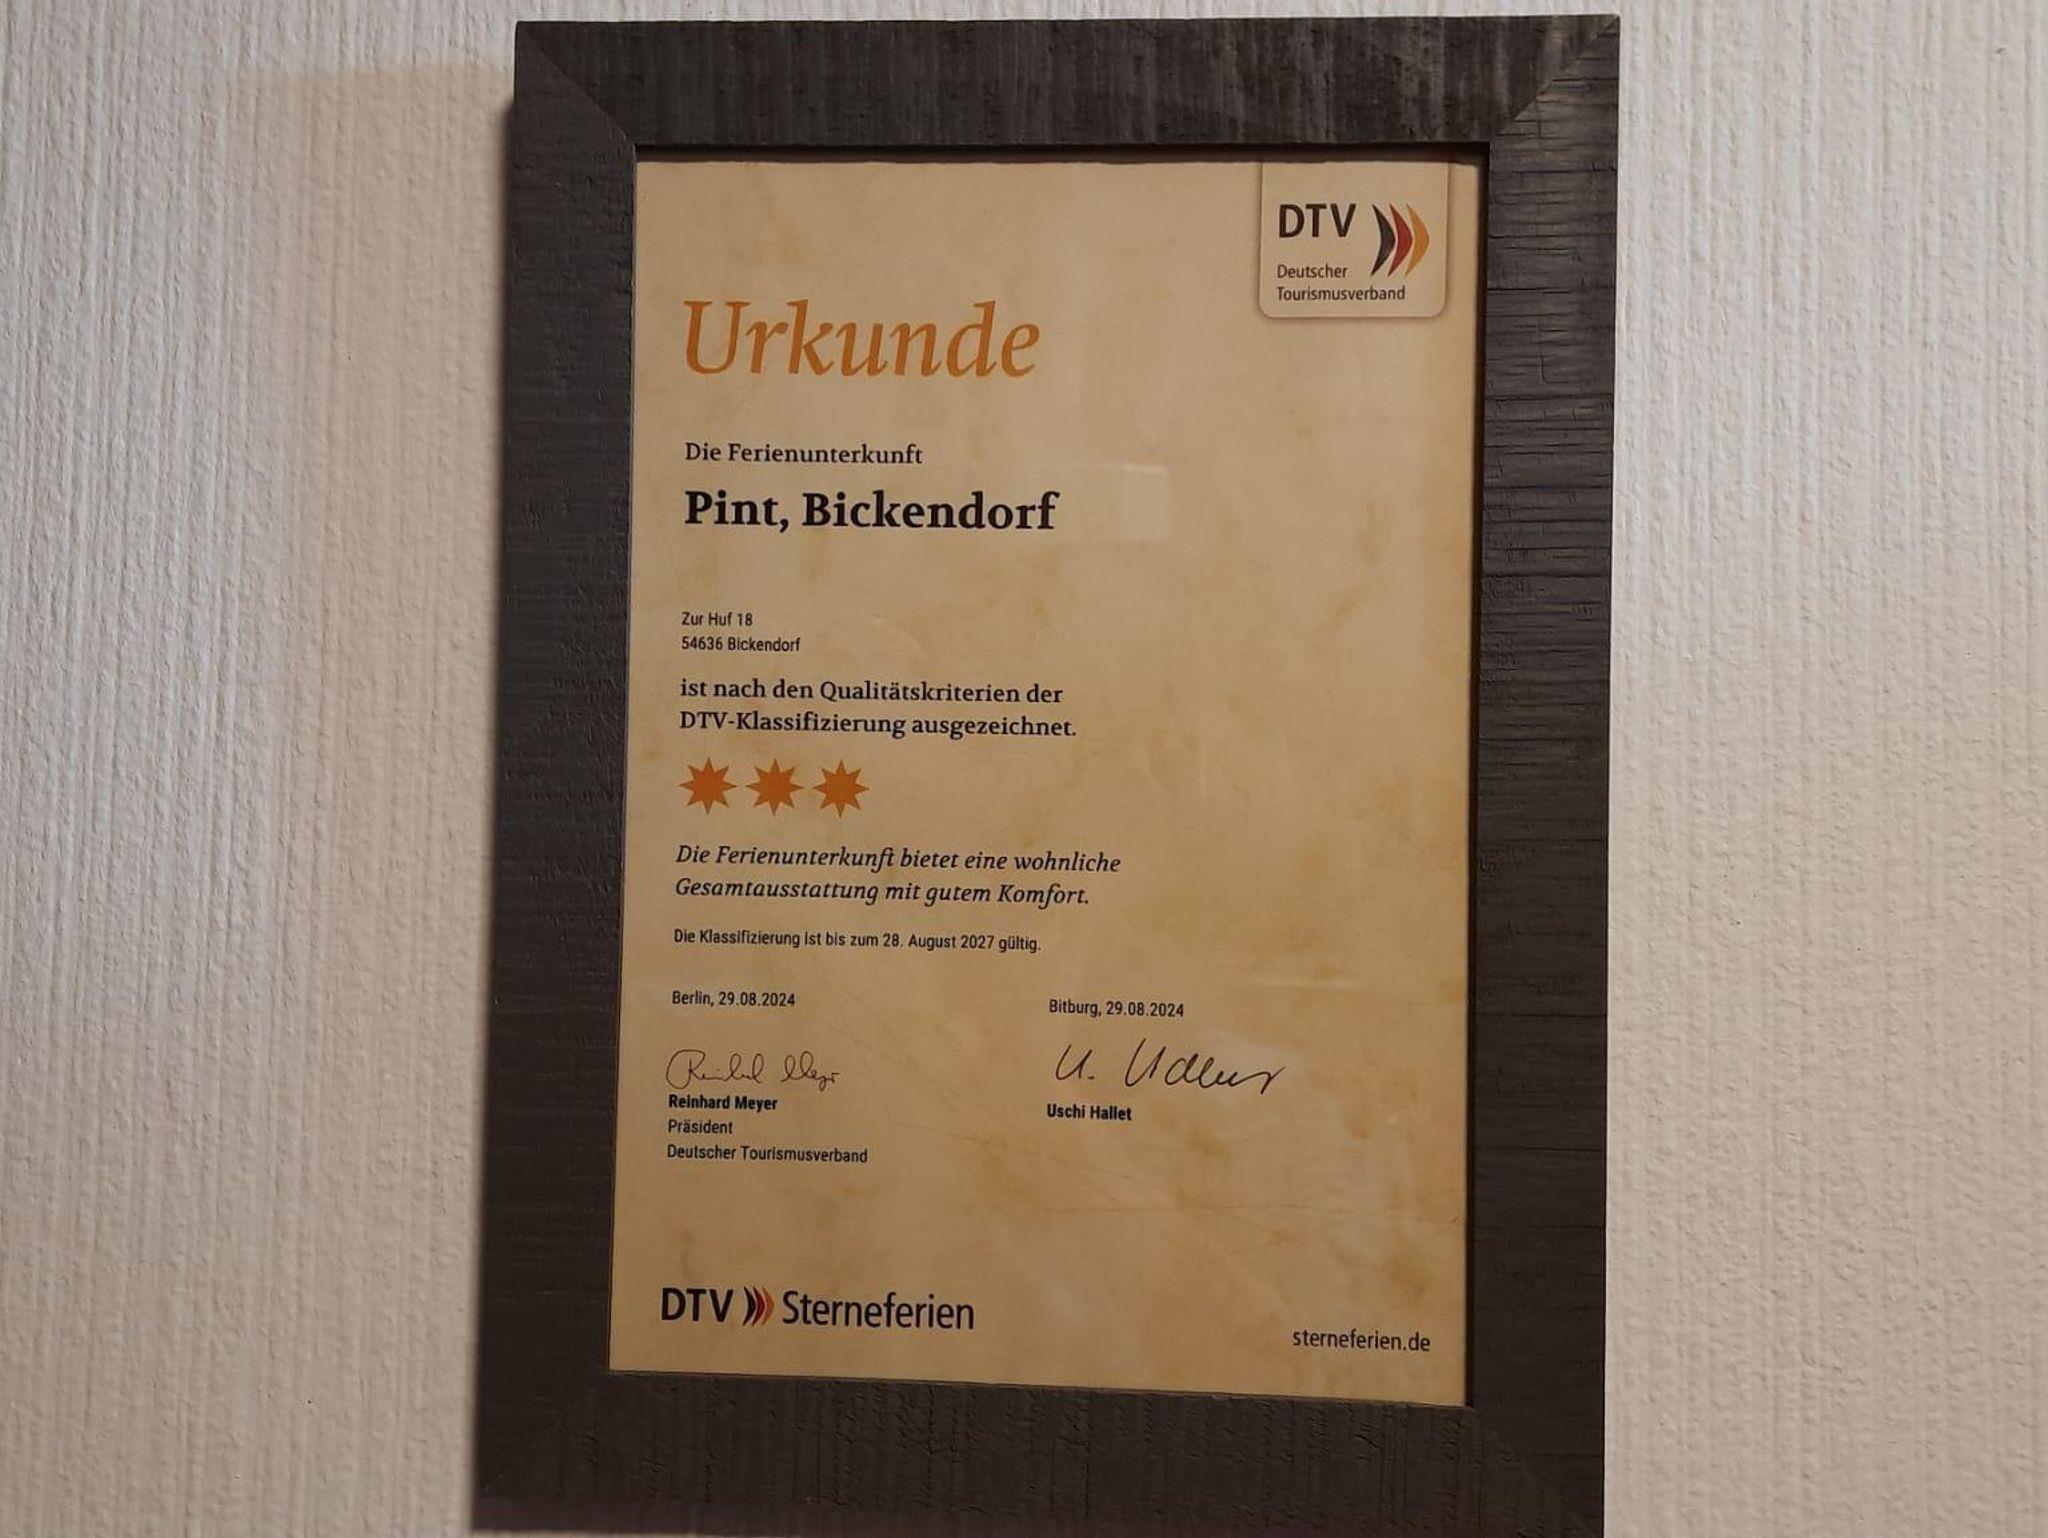 DTV
Deutscher
Tourismusverband
Urkunde
Die Ferienunterkunft
Pint, Bickendorf
Zur Huf 18
54636 Bickendorf
ist nach den Qualitätskriterien der
DTV-Klassifizierung ausgezeichnet.
Die Ferienunterkunft bietet eine wohnliche
Gesamtausstattung mit gutem Komfort.
Die Klassifizierung ist bis zum 28. August 2027 gültig.
Berlin, 29.08.2024
Bitburg, 29.08.2024
Reinhard Meyer
Präsident
Deutscher Tourismusverband
Uschi Hallet
DTV Sterneferien
sterneferien.de